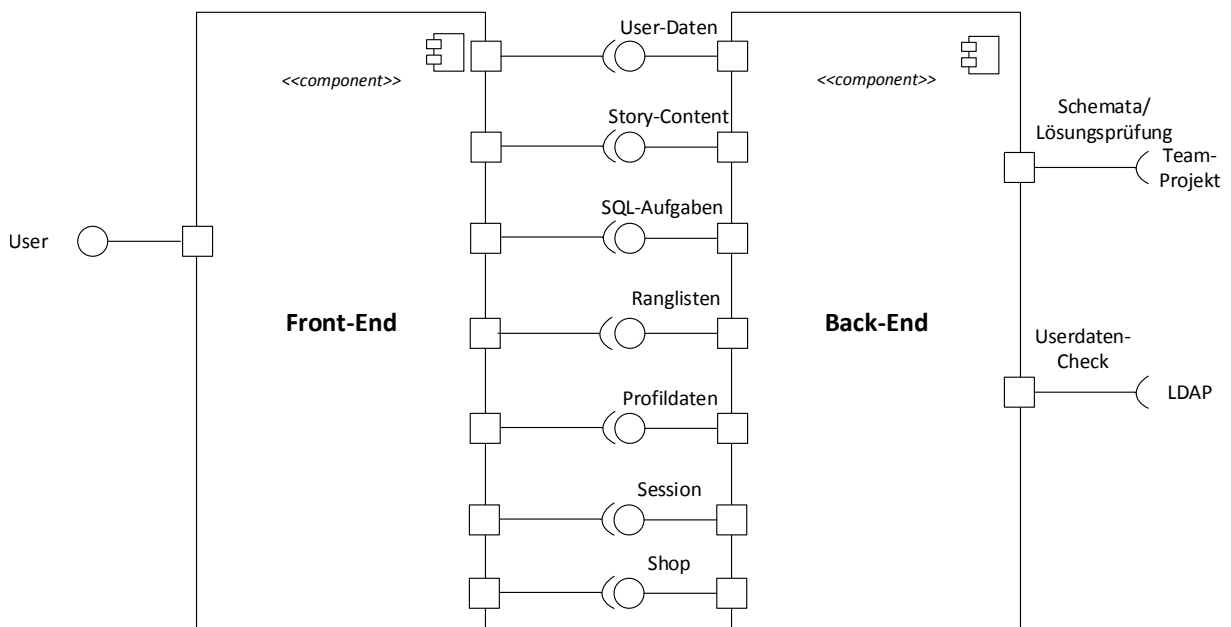 User-Daten
<<component>>
<<component>>
Story-Content
Schemata/
Lösungsprüfung
Team-
Projekt
SQL-Aufgaben
User
Ranglisten
Front-End
Back-End
Userdaten-
Check
LDAP
Profildaten
Session
Shop